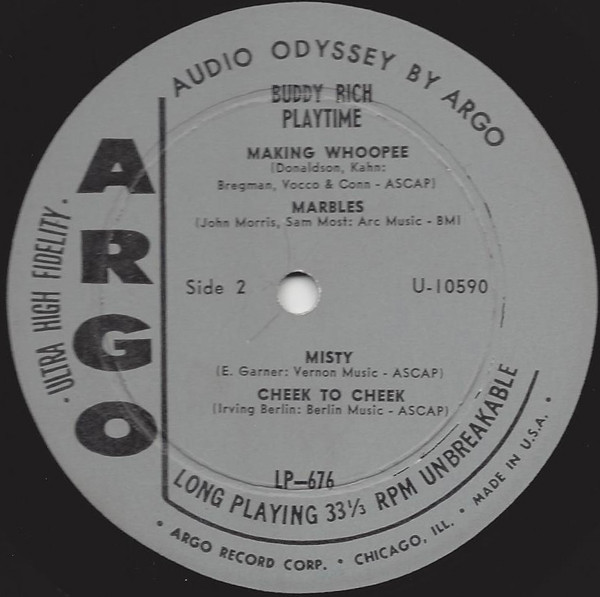 AUDIO ODYSSEY BY ARGO
BUDDY RICH
PLAYTIME
MAKING WHOOPEE
(Donaldson, Kahn:
Bregman, Vocco & Conn - ASCAP)
MARBLES
(John Morris, Sam Most: Arc Music - BMI
Side 2
U-10590
MISTY
(E. Garner: Vernon Music - ASCAP)
CHEEK TO CHEEK
(Irving Berlin: Berlin Music - ASCAP)
LP—676
LONG PLAYING 33⅓ RPM UNBREAKABLE
• ARGO RECORD CORP. • CHICAGO, ILL. • MADE IN U.S.A. •
ARGO
• ULTRA HIGH FIDELITY •